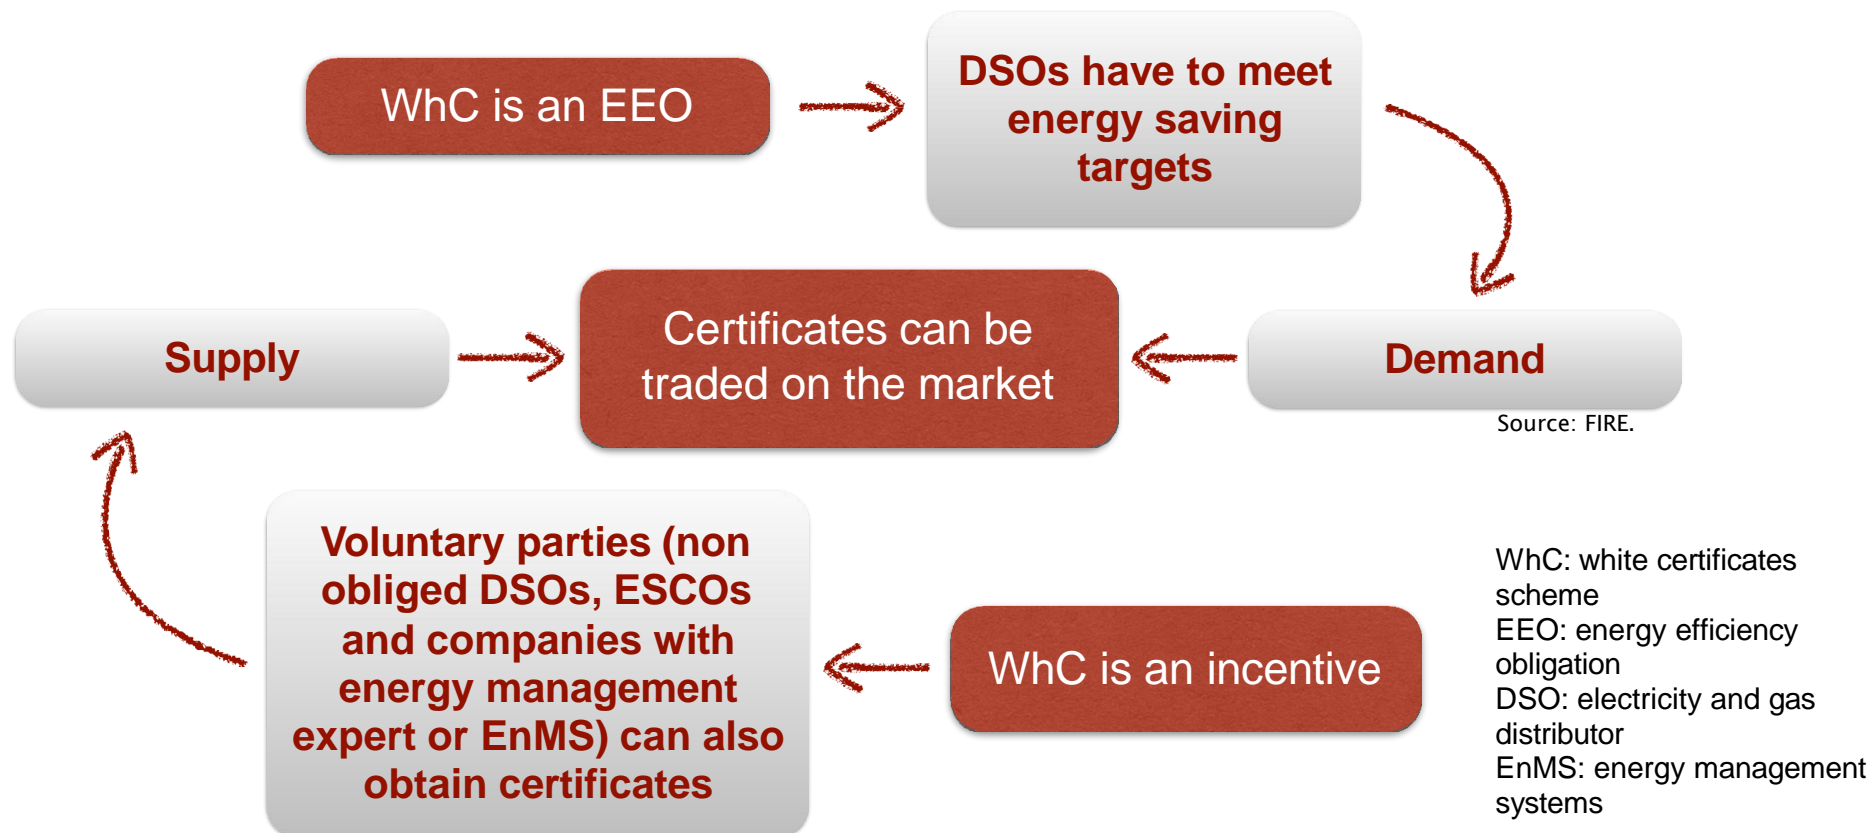 WhC is an EEO
DSOs have to meet
energy saving
targets
Supply
Certificates can be
traded on the market
Demand
Source: FIRE.
Voluntary parties (non
obliged DSOs, ESCOs
and companies with
energy management
expert or EnMS) can also
obtain certificates
WhC is an incentive
WhC: white certificates
scheme
EEO: energy efficiency
obligation
DSO: electricity and gas
distributor
EnMS: energy management
systems